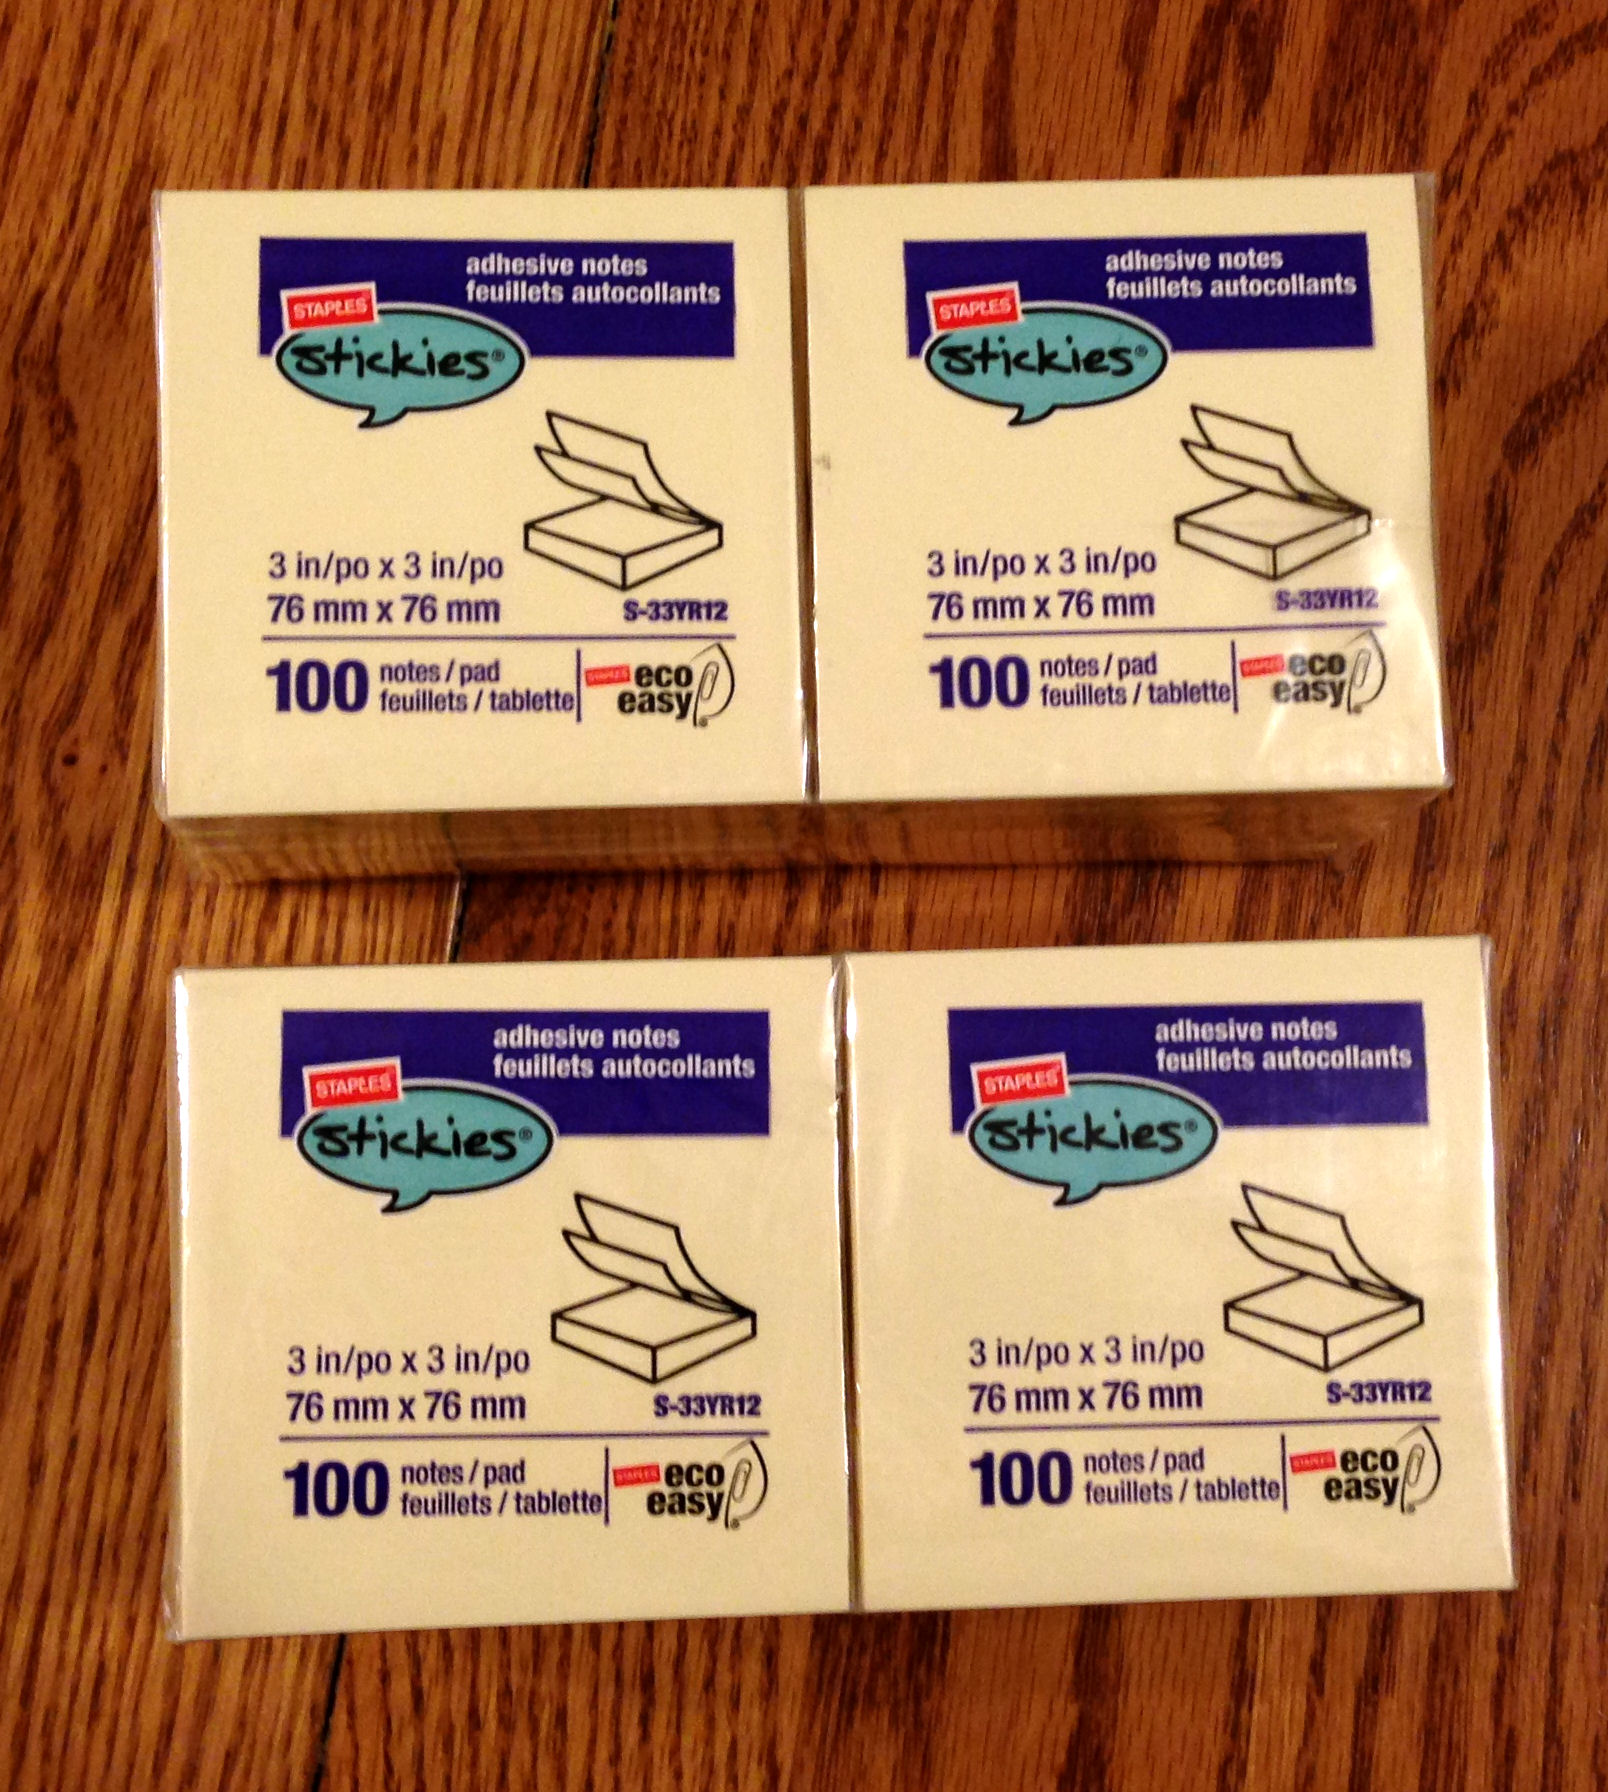 adhesive notes
feuillets autocollants
STAPLES
stickies®
3 in/po x 3 in/po
76 mm x 76 mm
S-33YR12
100 notes / pad
feuillets / tablette
STAPLES eco
easy
adhesive notes
feuillets autocollants
STAPLES
stickies®
3 in/po x 3 in/po
76 mm x 76 mm
S-33YR12
100 notes / pad
feuillets / tablette
STAPLES eco
easy
adhesive notes
feuillets autocollants
STAPLES
stickies®
3 in/po x 3 in/po
76 mm x 76 mm
S-33YR12
100 notes / pad
feuillets / tablette
STAPLES eco
easy
adhesive notes
feuillets autocollants
STAPLES
stickies®
3 in/po x 3 in/po
76 mm x 76 mm
S-33YR12
100 notes / pad
feuillets / tablette
STAPLES eco
easy